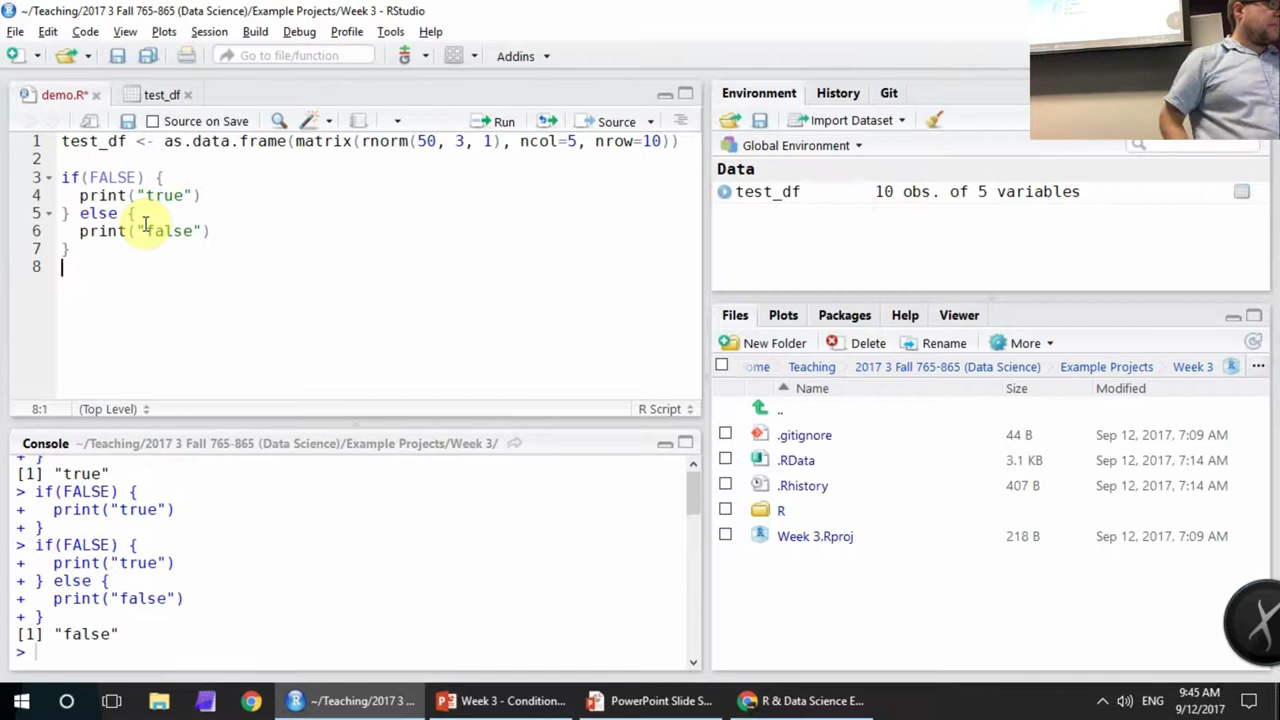 ~/Teaching/2017 3 Fall 765-865 (Data Science)/Example Projects/Week 3 - RStudio
File Edit Code View Plots Session Build Debug Profile Tools Help
Go to file/function Addins
demo.R* test_df
Source on Save Run Source
1 test_df <- as.data.frame(matrix(rnorm(50, 3, 1), ncol=5, nrow=10))
2
3 if(FALSE) {
4 print("true")
5 } else {
6 print("false")
7 }
8
8:1 (Top Level) R Script
Console ~/Teaching/2017 3 Fall 765-865 (Data Science)/Example Projects/Week 3/
+ }
[1] "true"
> if(FALSE) {
+ print("true")
+ }
> if(FALSE) {
+ print("true")
+ } else {
+ print("false")
+ }
[1] "false"
>
Environment History Git
Import Dataset
Global Environment
Data
test_df 10 obs. of 5 variables
Files Plots Packages Help Viewer
New Folder Delete Rename More
ome Teaching 2017 3 Fall 765-865 (Data Science) Example Projects Week 3 ...
Name Size Modified
..
.gitignore 44 B Sep 12, 2017, 7:09 AM
.RData 3.1 KB Sep 12, 2017, 7:14 AM
.Rhistory 407 B Sep 12, 2017, 7:14 AM
R
Week 3.Rproj 218 B Sep 12, 2017, 7:09 AM
~/Teaching/2017 3 ... Week 3 - Condition... PowerPoint Slide S... R & Data Science E... ENG 9:45 AM
9/12/2017